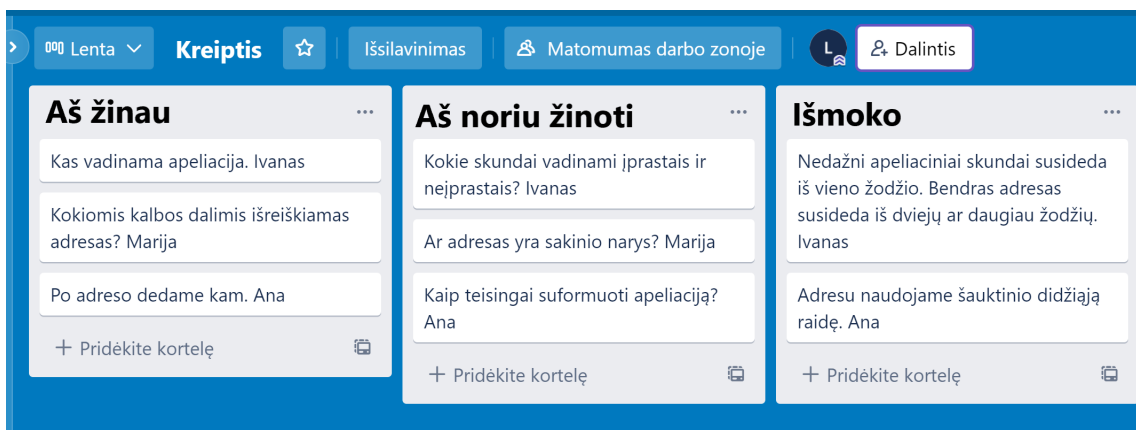 Lenta
Kreiptis
Išsilavinimas
Matomumas darbo zonoje
L
Dalintis
Aš žinau
Kas vadinama apeliacija. Ivanas
Kokiomis kalbos dalimis išreiškiamas
adresas? Marija
Po adreso dedame kam. Ana
+ Pridėkite kortelę
Aš noriu žinoti
Kokie skundai vadinami įprastais ir
neįprastais? Ivanas
Ar adresas yra sakinio narys? Marija
Kaip teisingai suformuoti apeliaciją?
Ana
+ Pridėkite kortelę
Išmoko
Nedažni apeliaciniai skundai susideda
iš vieno žodžio. Bendras adresas
susideda iš dviejų ar daugiau žodžių.
Ivanas
Adresu naudojame šauktinio didžiąją
raidę. Ana
+ Pridėkite kortelę